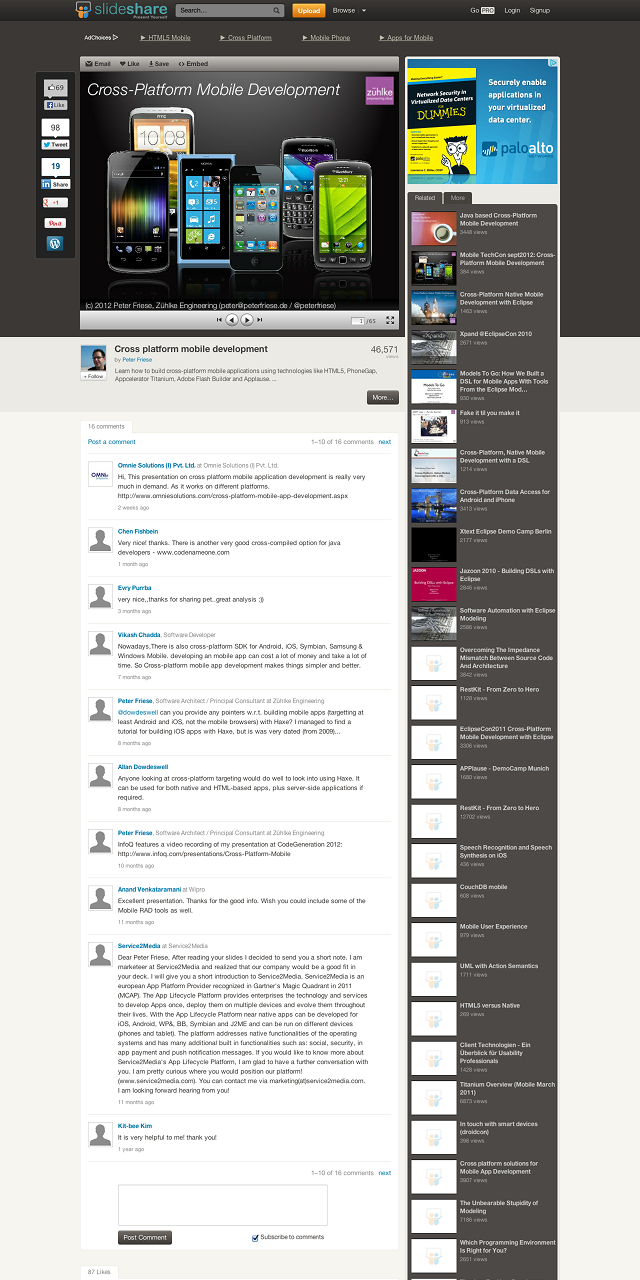 slideshare
Present Yourself
Search...
Upload
Browse
Go PRO
Login
Signup
AdChoices
► HTML5 Mobile
► Cross Platform
► Mobile Phone
► Apps for Mobile
Email
Like
Save
Embed
69
Like
98
Tweet
19
Share
+1
Pin it
Cross-Platform Mobile Development
zühlke
(c) 2012 Peter Friese, Zühlke Engineering (peter@peterfriese.de / @peterfriese)
1 /65
Network Security in
Virtualized Data Centers
FOR
DUMMIES
Securely enable
applications in
your virtualized
data center.
paloalto
NETWORKS
Cross platform mobile development
by Peter Friese
46,571
views
+ Follow
Learn how to build cross-platform mobile applications using technologies like HTML5, PhoneGap,
Appcelerator Titanium, Adobe Flash Builder and Applause. ...
More...
16 comments
Post a comment
1–10 of 16 comments next
Omnie Solutions (I) Pvt. Ltd. at Omnie Solutions (I) Pvt. Ltd.
Hi, This presentation on cross platform mobile application development is really very
much in demand. As it works on different platforms.
http://www.omniesolutions.com/cross-platform-mobile-app-development.aspx
2 weeks ago
Chen Fishbein
Very nice! thanks. There is another very good cross-compiled option for java
developers - www.codenameone.com
1 month ago
Evry Purrba
very nice,,thanks for sharing pet..great analysis :))
3 months ago
Vikash Chadda, Software Developer
Nowadays,There is also cross-platform SDK for Android, iOS, Symbian, Samsung &
Windows Mobile. developing an mobile app can cost a lot of money and take a lot of
time. So Cross-platform mobile app development makes things simpler and better.
7 months ago
Peter Friese, Software Architect / Principal Consultant at Zühlke Engineering
@dowdeswell can you provide any pointers w.r.t. building mobile apps (targetting at
least Android and iOS, not the mobile browsers) with Haxe? I managed to find a
tutorial for building iOS apps with Haxe, but is was very dated (from 2009)...
8 months ago
Allan Dowdeswell
Anyone looking at cross-platform targeting would do well to look into using Haxe. It
can be used for both native and HTML-based apps, plus server-side applications if
required.
8 months ago
Peter Friese, Software Architect / Principal Consultant at Zühlke Engineering
InfoQ features a video recording of my presentation at CodeGeneration 2012:
http://www.infoq.com/presentations/Cross-Platform-Mobile
10 months ago
Anand Venkataramani at Wipro
Excellent presentation. Thanks for the good info. Wish you could include some of the
Mobile RAD tools as well.
11 months ago
Service2Media at Service2Media
Dear Peter Friese, After reading your slides I decided to send you a short note. I am
marketeer at Service2Media and realized that our company would be a good fit in
your deck. I will give you a short introduction to Service2Media. Service2Media is an
european App Platform Provider recognized in Gartner's Magic Quadrant in 2011
(MCAP). The App Lifecycle Platform provides enterprises the technology and services
to develop Apps once, deploy them on multiple devices and evolve them throughout
their lives. With the App Lifecycle Platform near native apps can be developed for
iOS, Android, WP&, BB, Symbian and J2ME and can be run on different devices
(phones and tablet). The platform addresses native functionalities of the operating
systems and has many additional built in functionalities such as: social, security, in
app payment and push notification messages. If you would like to know more about
Service2Media's App Lifecycle Platform, I am glad to have a further conversation with
you. I am pretty curious where you would position our platform!
(www.service2media.com). You can contact me via marketing(at)service2media.com.
I am looking forward hearing from you!
11 months ago
Kit-bee Kim
It is very helpful to me! thank you!
1 year ago
1–10 of 16 comments next
Post Comment
Subscribe to comments
87 Likes
Related
More
Java based Cross-Platform
Mobile Development
3448 views
Mobile TechCon sept2012: Cross-
Platform Mobile Development
384 views
Cross-Platform Native Mobile
Development with Eclipse
1463 views
Xpand @EclipseCon 2010
2671 views
Models To Go: How We Built a
DSL for Mobile Apps With Tools
From the Eclipse Mod...
930 views
Fake it til you make it
913 views
Cross-Platform, Native Mobile
Development with a DSL
1214 views
Cross-Platform Data Access for
Android and iPhone
3413 views
Xtext Eclipse Demo Camp Berlin
2177 views
Jazoon 2010 - Building DSLs with
Eclipse
2846 views
Software Automation with Eclipse
Modeling
2586 views
Overcoming The Impedance
Mismatch Between Source Code
And Architecture
3842 views
RestKit - From Zero to Hero
1128 views
EclipseCon2011 Cross-Platform
Mobile Development with Eclipse
3306 views
APPlause - DemoCamp Munich
1680 views
RestKit - From Zero to Hero
12702 views
Speech Recognition and Speech
Synthesis on iOS
436 views
CouchDB mobile
608 views
Mobile User Experience
979 views
UML with Action Semantics
1711 views
HTML5 versus Native
269 views
Client Technologien - Ein
Überblick für Usability
Professionals
1428 views
Titanium Overview (Mobile March
2011)
6873 views
In touch with smart devices
(droidcon)
398 views
Cross platform solutions for
Mobile App Development
3907 views
The Unbearable Stupidity of
Modeling
7186 views
Which Programming Environment
Is Right for You?
2651 views